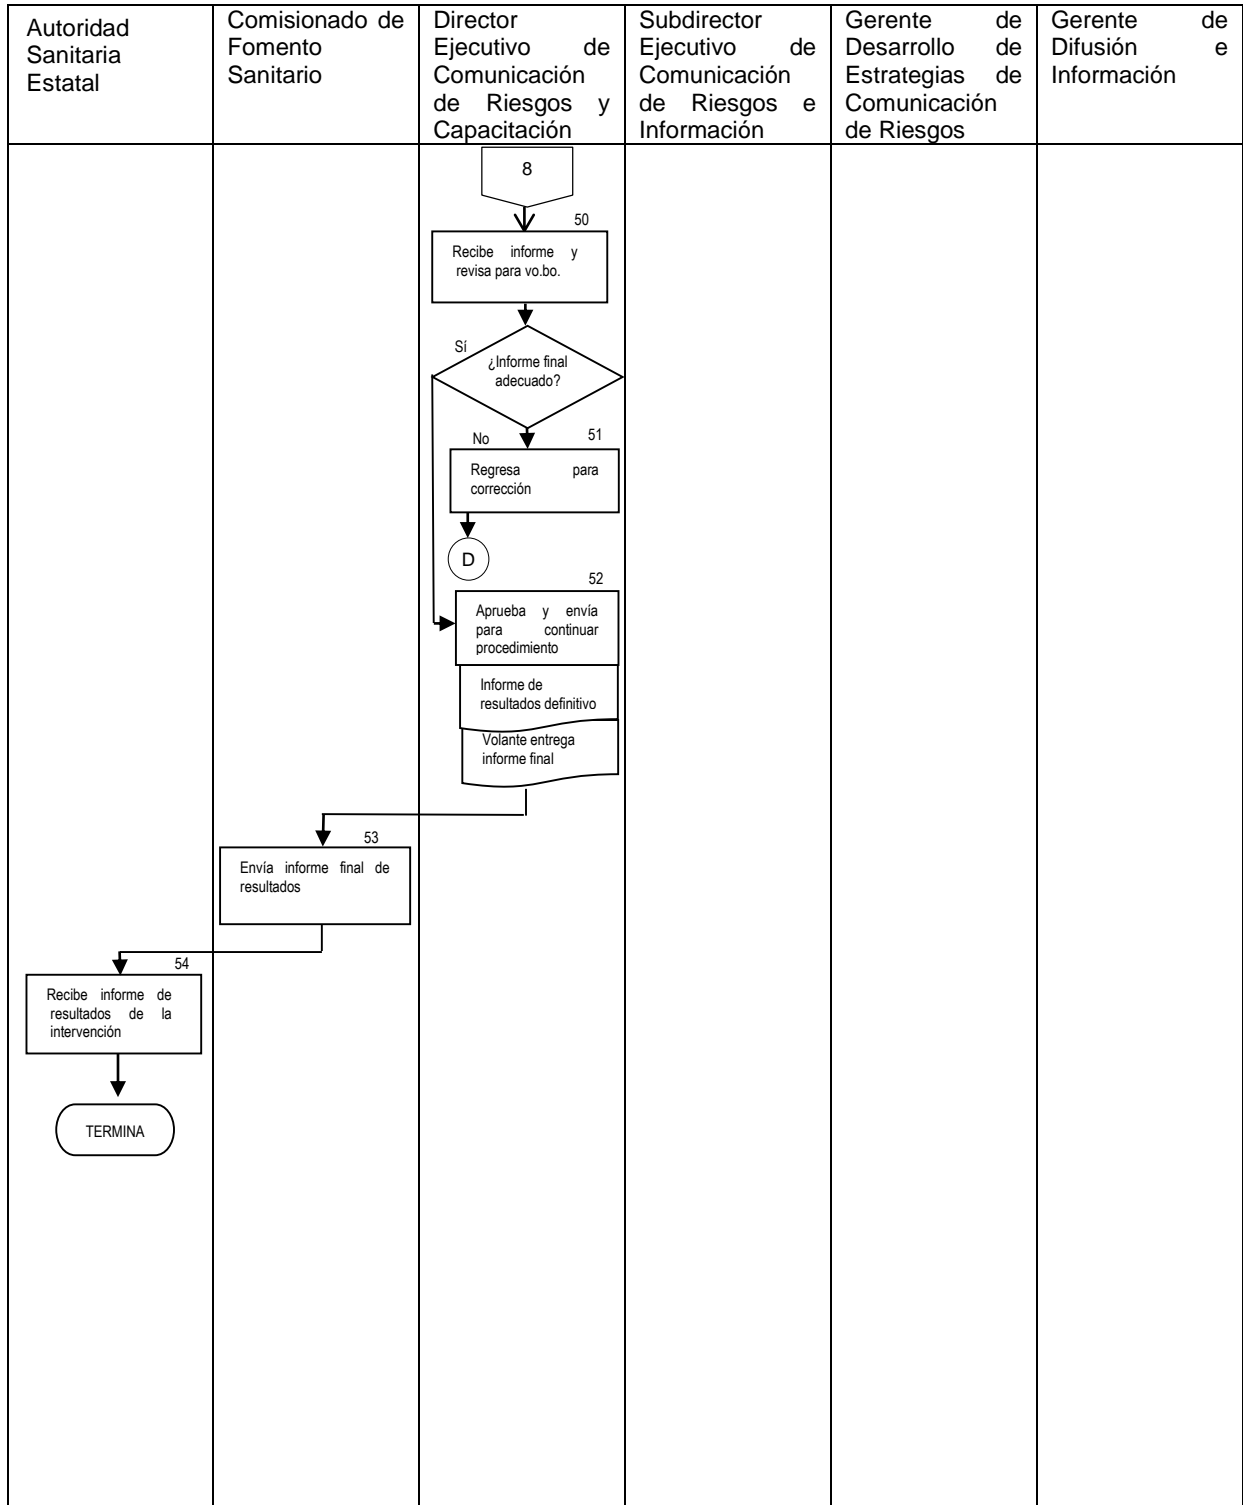 Autoridad
Sanitaria
Estatal
Comisionado de
Fomento
Sanitario
Director
Ejecutivo de
Comunicación
de Riesgos y
Capacitación
Subdirector
Ejecutivo de
Comunicación
de Riesgos e
Información
Gerente de
Desarrollo de
Estrategias de
Comunicación
de Riesgos
Gerente de
Difusión e
Información
8
50
Recibe informe y
revisa para vo.bo.
Sí
¿Informe final
adecuado?
No
51
Regresa para
corrección
D
52
Aprueba y envía
para continuar
procedimiento
Informe de
resultados definitivo
Volante entrega
informe final
53
Envía informe final de
resultados
54
Recibe informe de
resultados de la
intervención
TERMINA